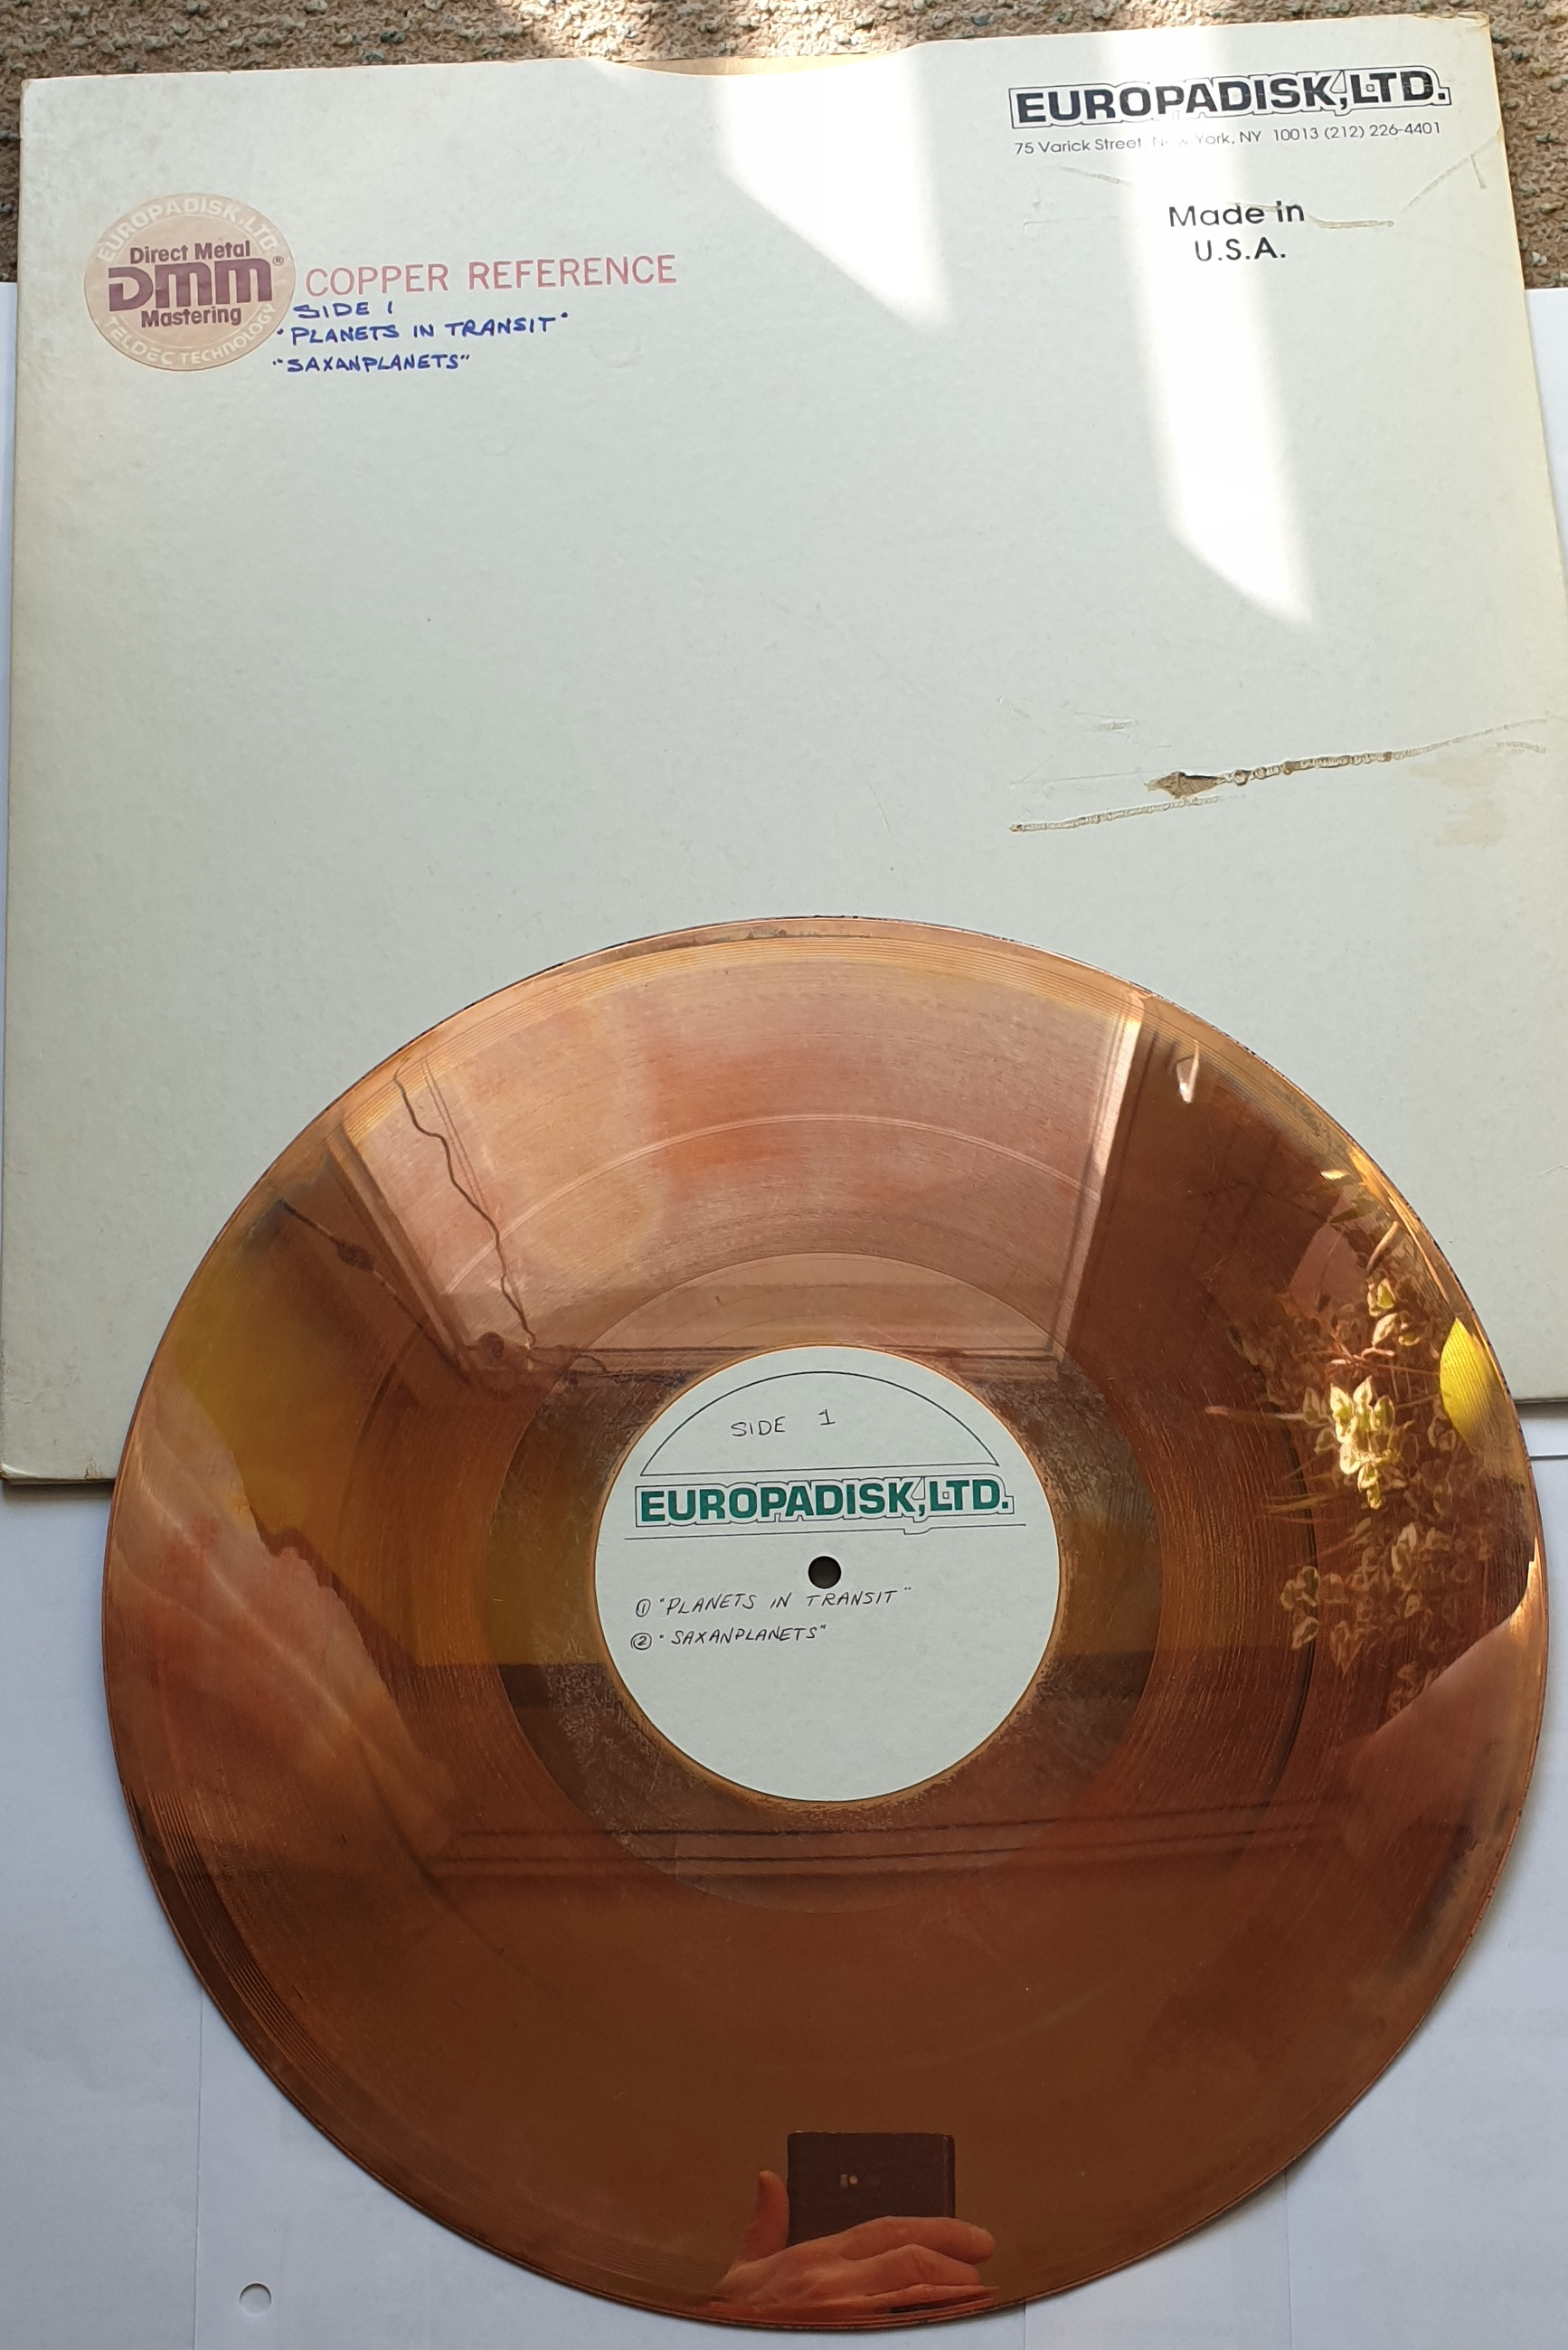 EUROPADISK, LTD.
75 Varick Street, New York, NY 10013 (212) 226-4401
Made in
U.S.A.
EUROPADISK, LTD.
Direct Metal
DMM®
Mastering
TELDEC TECHNOLOGY
COPPER REFERENCE
SIDE 1
"PLANETS IN TRANSIT"
"SAXANPLANETS"
SIDE 1
EUROPADISK, LTD.
① "PLANETS IN TRANSIT"
② "SAXANPLANETS"